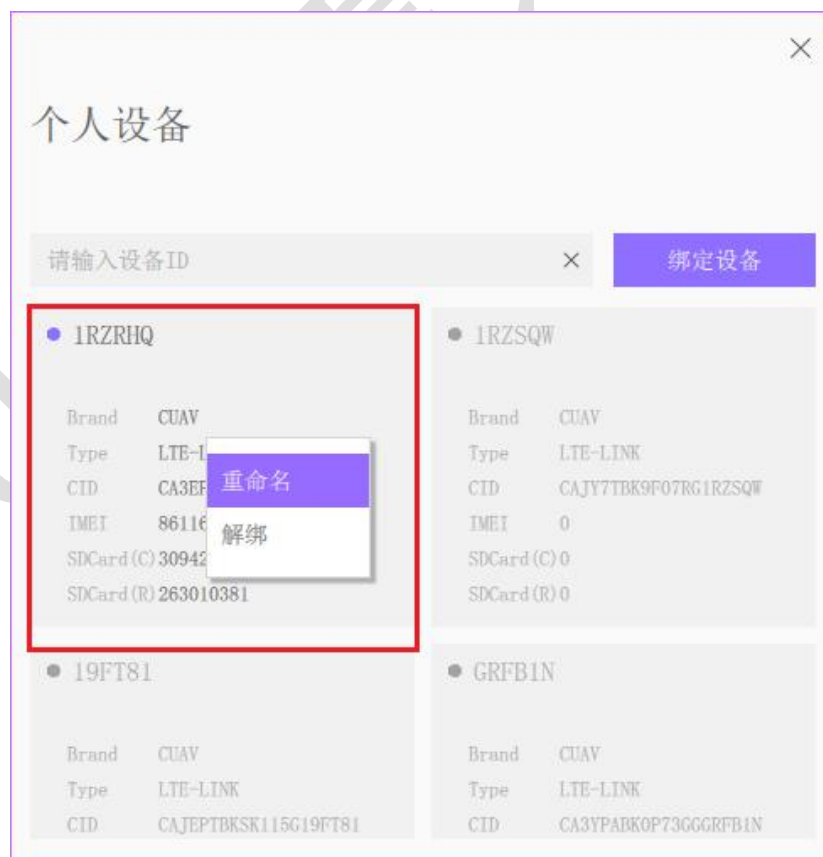 个人设备
请输入设备ID
绑定设备
1RZRHQ
Brand CUAV
Type LTE-L
CID CA3EF
IMEI 86116
SDCard(C) 30942
SDCard(R) 263010381
重命名
解绑
1RZSQW
Brand CUAV
Type LTE-LINK
CID CAJY7TBK9F07RG1RZSQW
IMEI 0
SDCard(C) 0
SDCard(R) 0
19FT81
Brand CUAV
Type LTE-LINK
CID CAJEPTBKSK115G19FT81
GRFB1N
Brand CUAV
Type LTE-LINK
CID CA3YPABK0P73GGGRFB1N